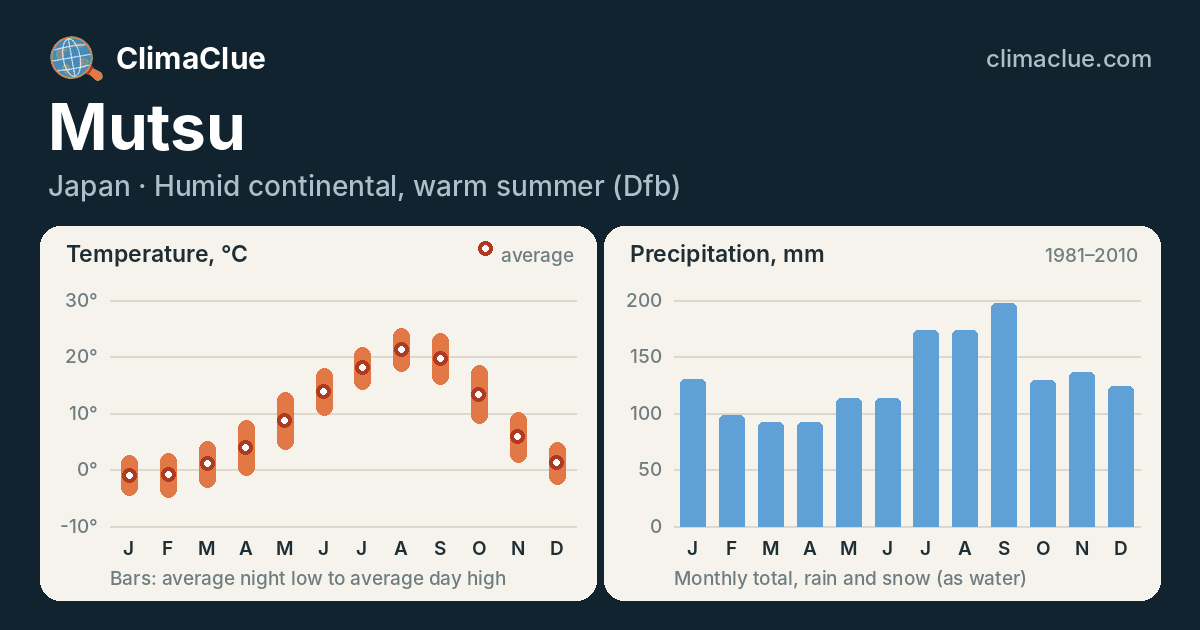 ClimaClue
climaclue.com
Mutsu
Japan · Humid continental, warm summer (Dfb)
Temperature, °C
average
30°
20°
10°
0°
-10°
J F M A M J J A S O N D
Bars: average night low to average day high
Precipitation, mm
1981–2010
200
150
100
50
0
J F M A M J J A S O N D
Monthly total, rain and snow (as water)